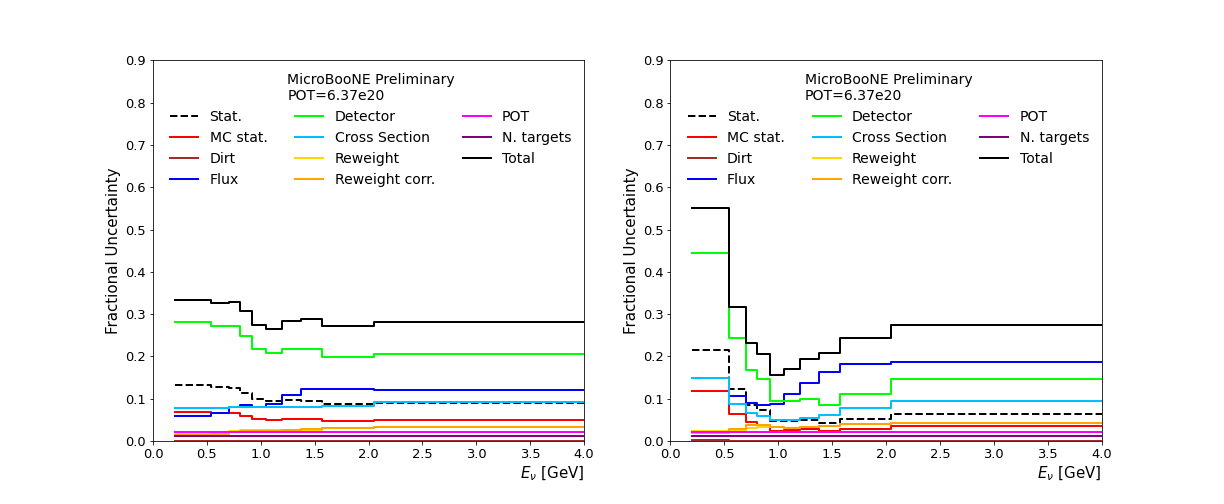 MicroBooNE Preliminary
POT=6.37e20
Stat.
MC stat.
Dirt
Flux
Detector
Cross Section
Reweight
Reweight corr.
POT
N. targets
Total
Fractional Uncertainty
0.9
0.8
0.7
0.6
0.5
0.4
0.3
0.2
0.1
0.0
0.0 0.5 1.0 1.5 2.0 2.5 3.0 3.5 4.0
Eν [GeV]
MicroBooNE Preliminary
POT=6.37e20
Stat.
MC stat.
Dirt
Flux
Detector
Cross Section
Reweight
Reweight corr.
POT
N. targets
Total
Fractional Uncertainty
0.9
0.8
0.7
0.6
0.5
0.4
0.3
0.2
0.1
0.0
0.0 0.5 1.0 1.5 2.0 2.5 3.0 3.5 4.0
Eν [GeV]